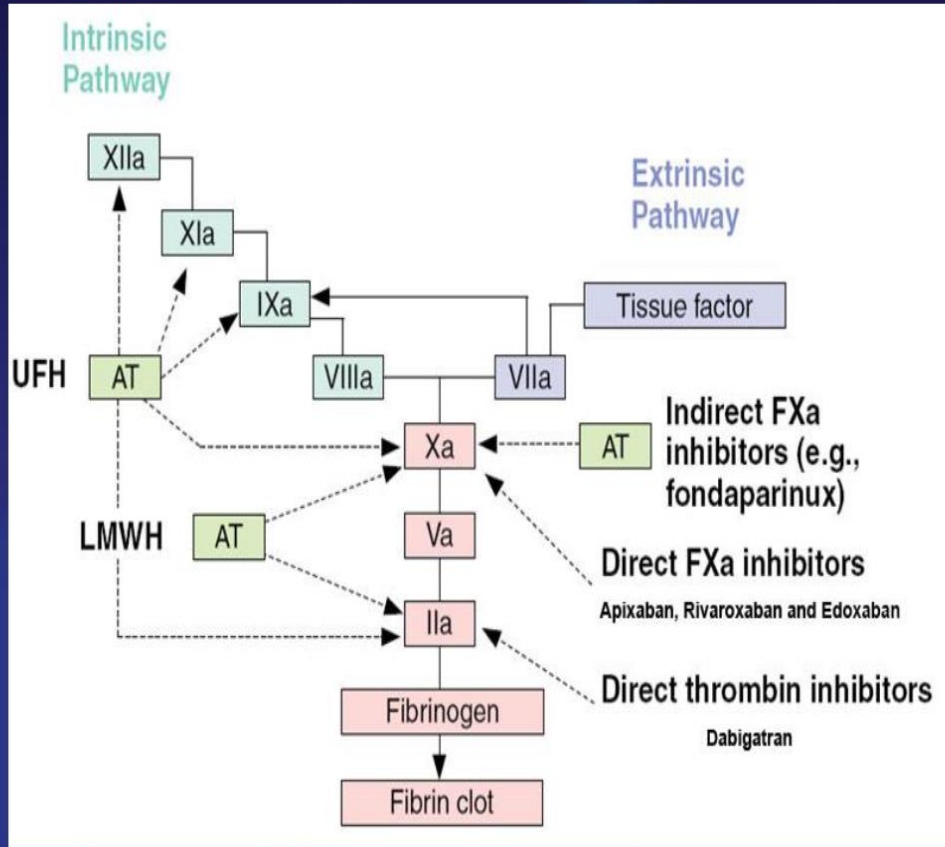 Intrinsic
Pathway
XIIa
Extrinsic
Pathway
XIa
IXa
Tissue factor
UFH
AT
VIIIa
VIIa
Xa
AT
Indirect FXa
inhibitors (e.g.,
fondaparinux)
LMWH
AT
Va
Direct FXa inhibitors
Apixaban, Rivaroxaban and Edoxaban
IIa
Direct thrombin inhibitors
Dabigatran
Fibrinogen
Fibrin clot